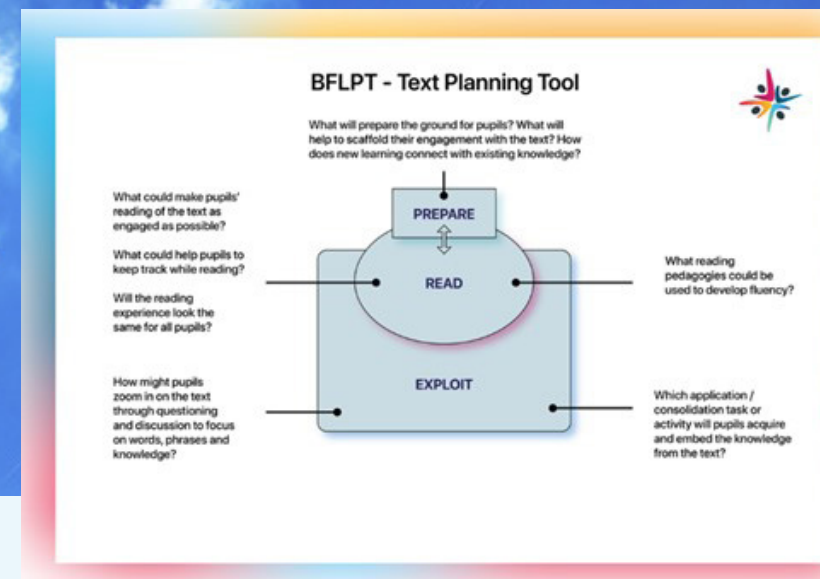 BFLPT - Text Planning Tool
What will prepare the ground for pupils? What will
help to scaffold their engagement with the text? How
does new learning connect with existing knowledge?
What could make pupils'
reading of the text as
engaged as possible?
What could help pupils to
keep track while reading?
Will the reading
experience look the
same for all pupils?
PREPARE
READ
What reading
pedagogies could be
used to develop fluency?
EXPLOIT
How might pupils
zoom in on the text
through questioning
and discussion to focus
on words, phrases and
knowledge?
Which application /
consolidation task or
activity will pupils acquire
and embed the knowledge
from the text?